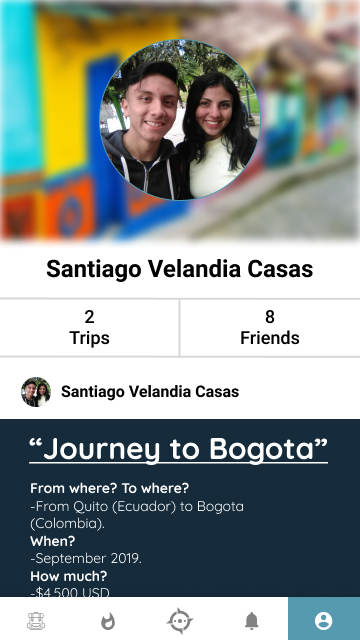 Santiago Velandia Casas
2
Trips
8
Friends
Santiago Velandia Casas
“Journey to Bogota”
From where? To where?
-From Quito (Ecuador) to Bogota
(Colombia).
When?
-September 2019.
How much?
-$4.500 USD